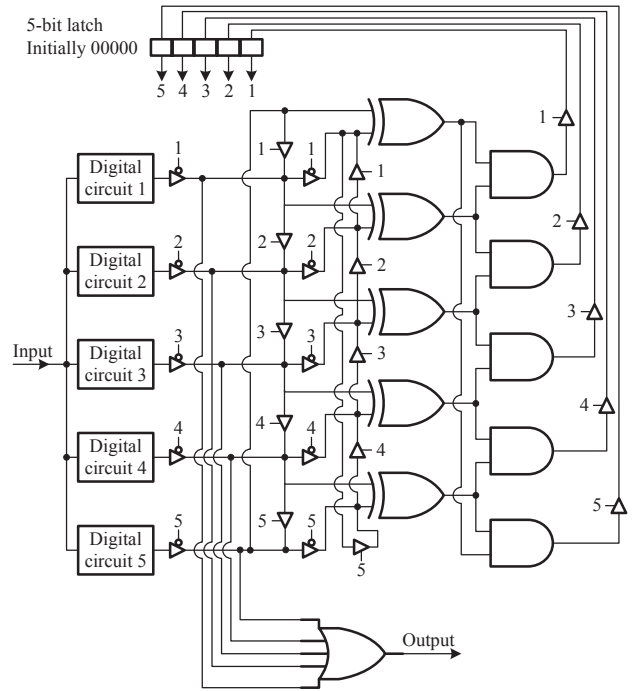 5-bit latch
Initially 00000
5 4 3 2 1
1
1 1
Digital
circuit 1
1
2
2 2
Digital
circuit 2
2
3
3 3
Input
Digital
circuit 3
3
4
4 4
Digital
circuit 4
4
5
5 5
Digital
circuit 5
5
1
2
3
4
5
Output